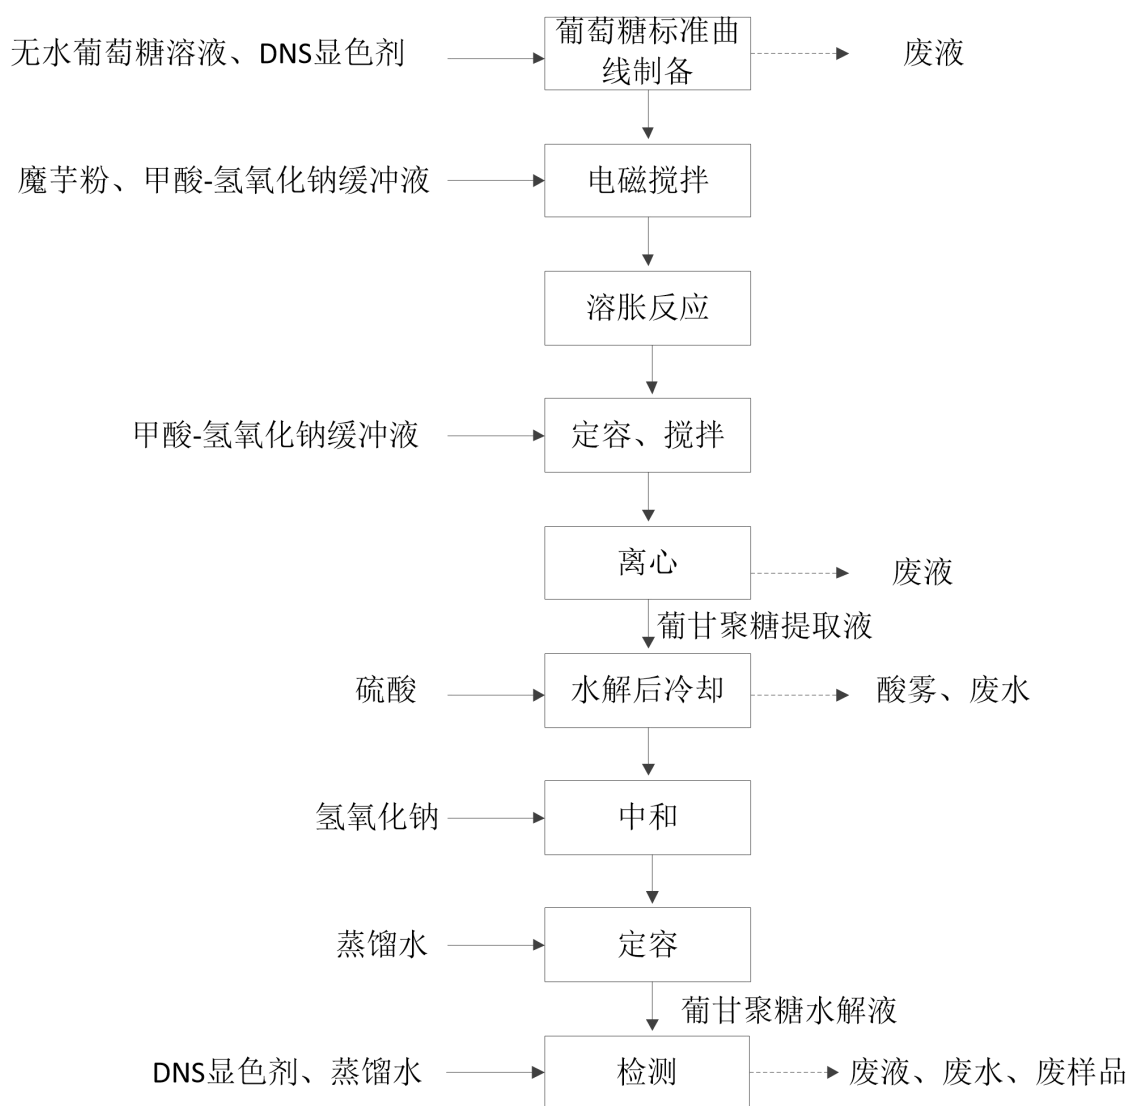 无水葡萄糖溶液、DNS显色剂
葡萄糖标准曲
线制备
废液
魔芋粉、甲酸-氢氧化钠缓冲液
电磁搅拌
溶胀反应
甲酸-氢氧化钠缓冲液
定容、搅拌
离心
废液
葡甘聚糖提取液
硫酸
水解后冷却
酸雾、废水
氢氧化钠
中和
蒸馏水
定容
葡甘聚糖水解液
DNS显色剂、蒸馏水
检测
废液、废水、废样品